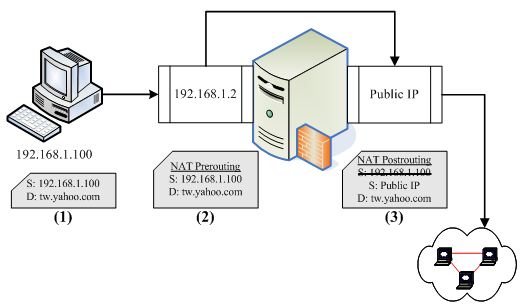 192.168.1.2
Public IP
192.168.1.100
S: 192.168.1.100
D: tw.yahoo.com
(1)
NAT Prerouting
S: 192.168.1.100
D: tw.yahoo.com
(2)
NAT Postrouting
S: 192.168.1.100
S: Public IP
D: tw.yahoo.com
(3)